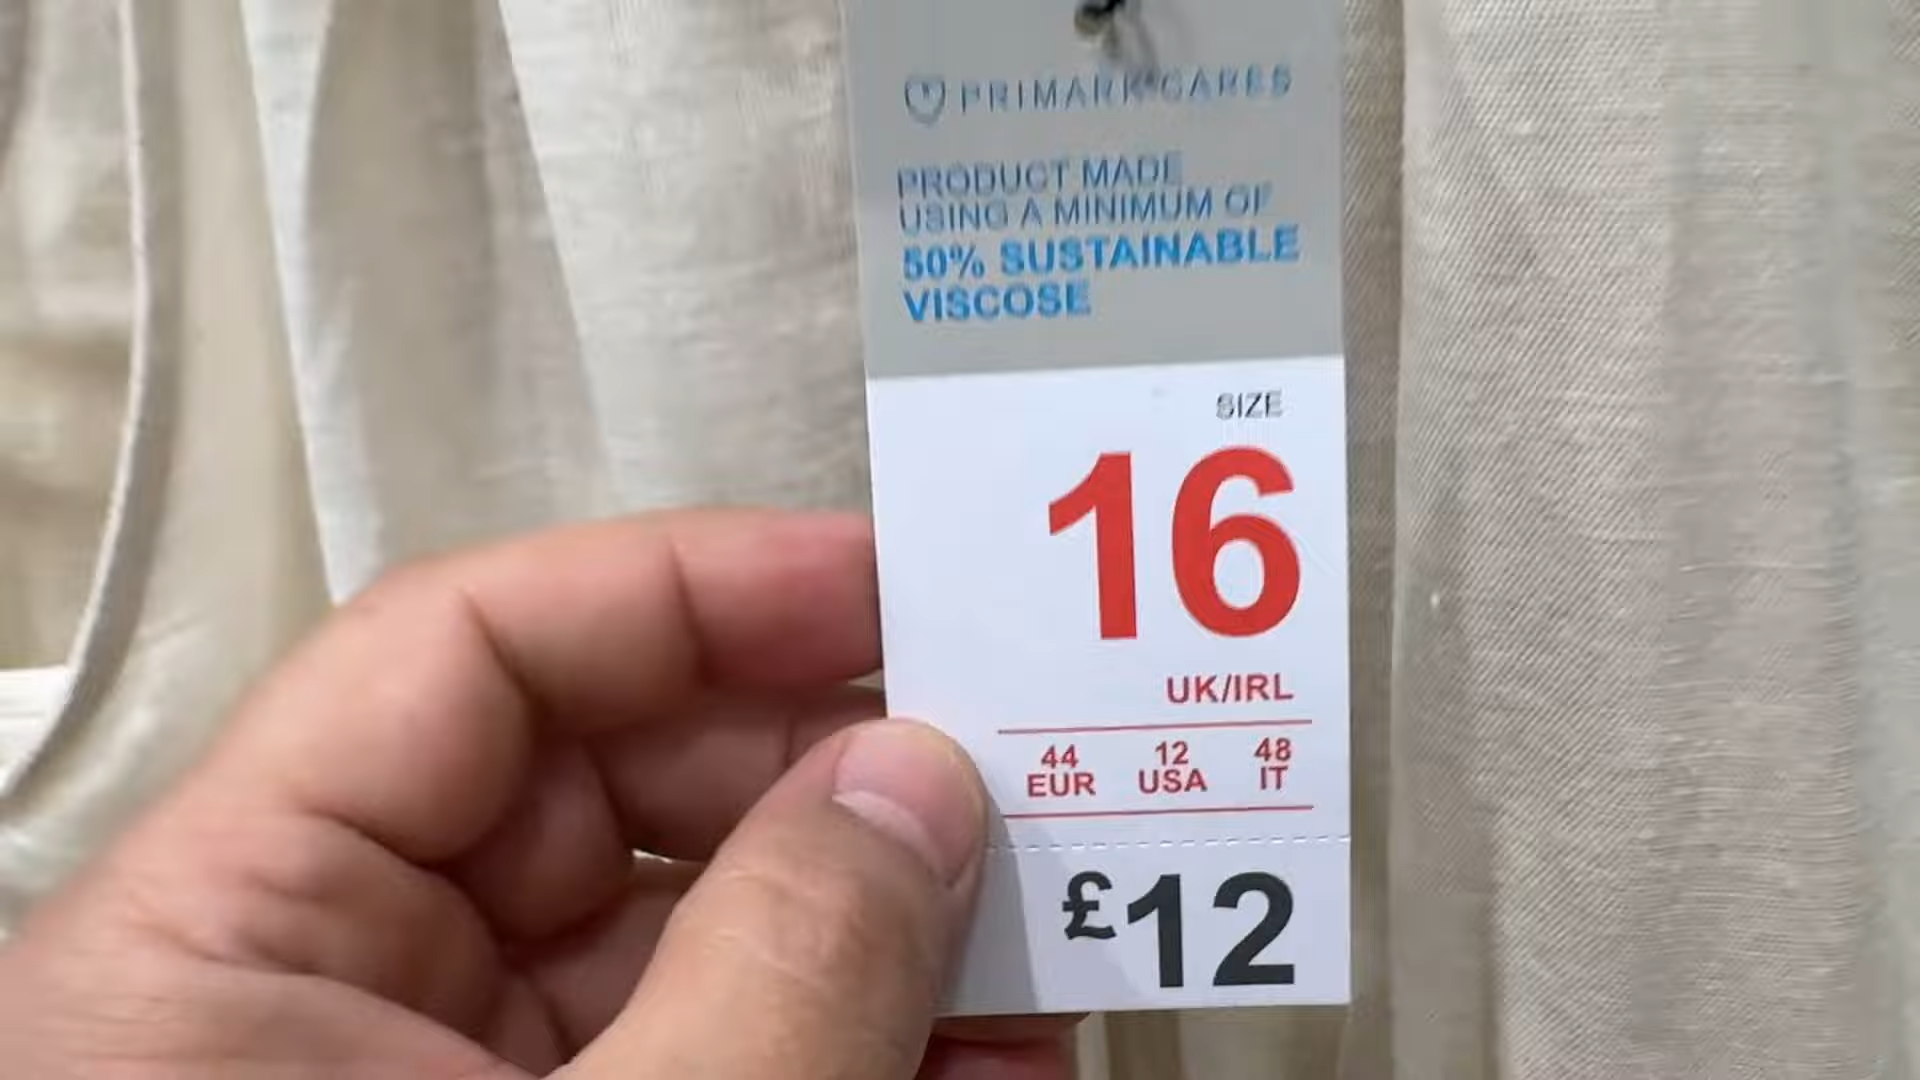 PRIMARK CARES
PRODUCT MADE
USING A MINIMUM OF
50% SUSTAINABLE
VISCOSE
SIZE
16
UK/IRL
44 12 48
EUR USA IT
£12